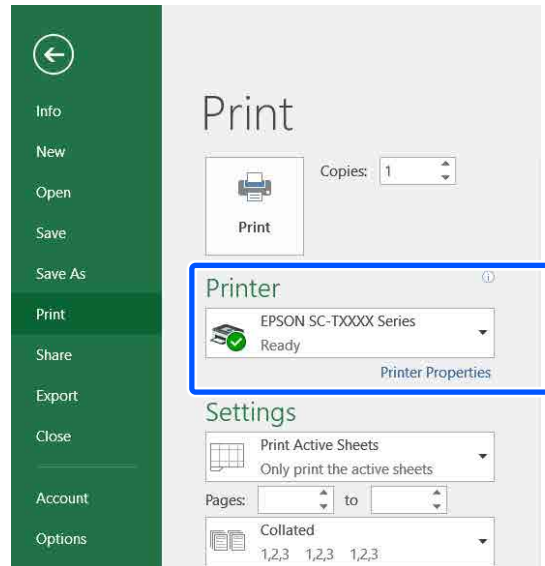 Info
New
Open
Save
Save As
Print
Share
Export
Close
Account
Options
Print
Copies: 1
Print
Printer
EPSON SC-TXXXX Series
Ready
Printer Properties
Settings
Print Active Sheets
Only print the active sheets
Pages: to
Collated
1,2,3 1,2,3 1,2,3